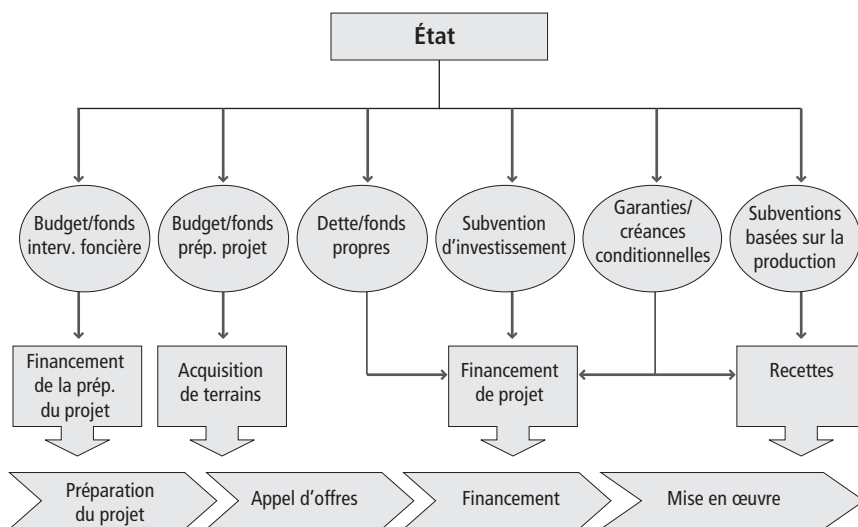 État
Budget/fonds
interv. foncière
Budget/fonds
prép. projet
Dette/fonds
propres
Subvention
d'investissement
Garanties/
créances
conditionnelles
Subventions
basées sur la
production
Financement
de la prép.
du projet
Acquisition
de terrains
Financement
de projet
Recettes
Préparation
du projet
Appel d'offres
Financement
Mise en œuvre